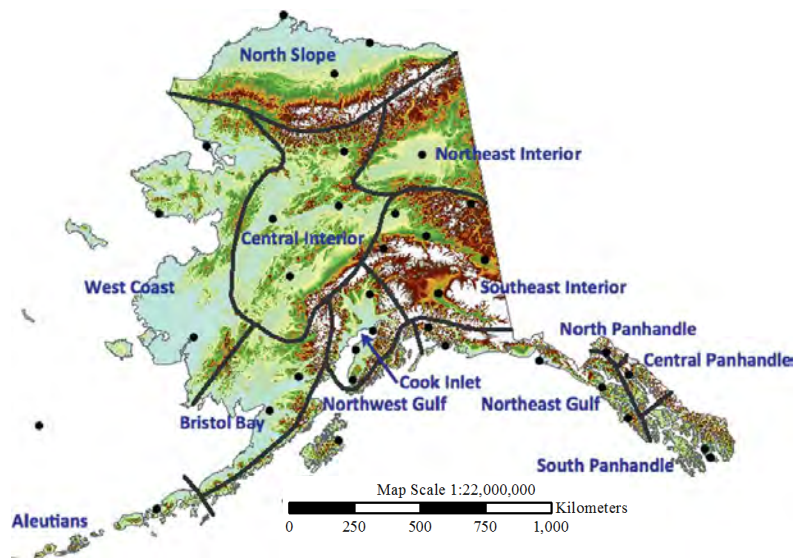 North Slope
Northeast Interior
Central Interior
West Coast
Southeast Interior
North Panhandle
Central Panhandles
Cook Inlet
Northwest Gulf
Northeast Gulf
Bristol Bay
South Panhandle
Map Scale 1:22,000,000
Kilometers
0 250 500 750 1,000
Aleutians